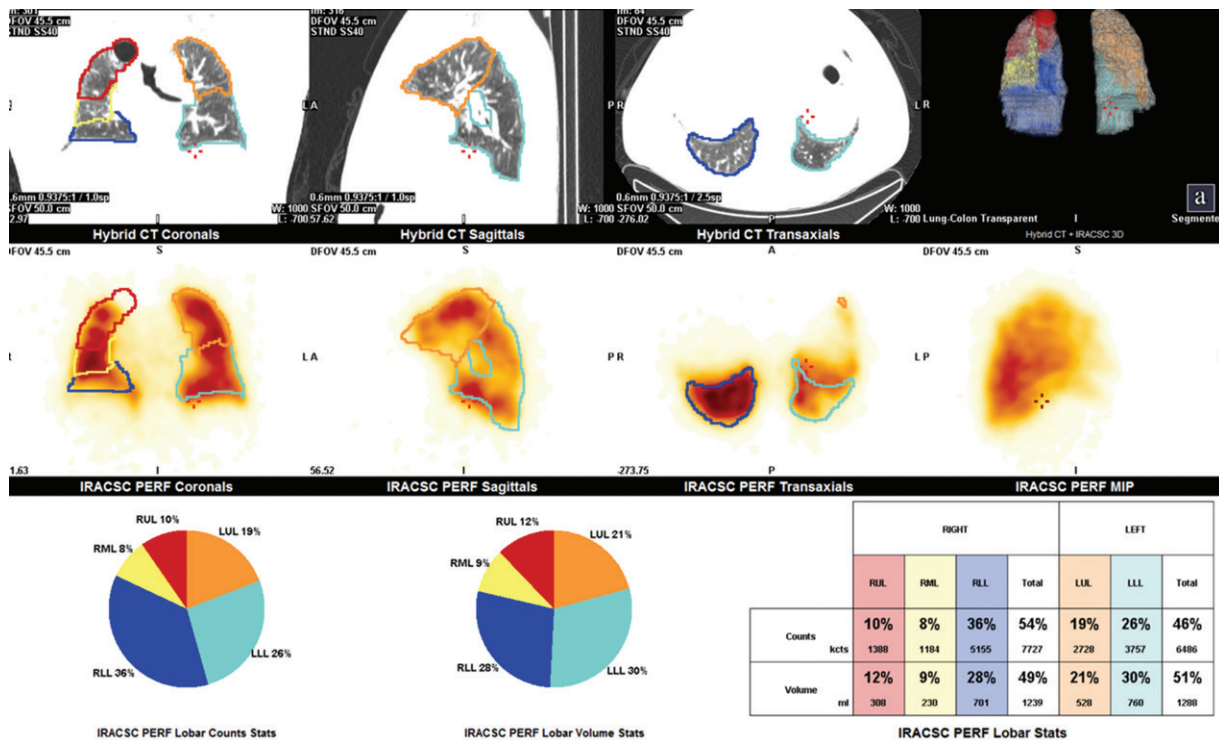 DFOV 45.5 cm
STND SS40
DFOV 45.5 cm
STND SS40
DFOV 45.5 cm
STND SS40
L A
P R
L R
.6mm 0.9375:1 / 1.0sp
SFOV 50.0 cm
2.97
I
W: 1000
L: -700
0.6mm 0.9375:1 / 1.0sp
SFOV 50.0 cm
57.62
I
W: 1000
L: -700
0.6mm 0.9375:1 / 2.5sp
SFOV 50.0 cm
-276.02
P
W: 1000
L: -700
a
Lung-Colon Transparent
I
Segmente
Hybrid CT Coronals
Hybrid CT Sagittals
Hybrid CT Transaxials
Hybrid CT + IRACSC 3D
DFOV 45.5 cm
S
DFOV 45.5 cm
S
DFOV 45.5 cm
A
DFOV 45.5 cm
S
R
L A
P R
L P
1.63
I
56.52
I
-273.75
P
I
IRACSC PERF Coronals
IRACSC PERF Sagittals
IRACSC PERF Transaxials
IRACSC PERF MIP
RUL 10%
LUL 19%
RML 8%
LLL 26%
RLL 36%
IRACSC PERF Lobar Counts Stats
RUL 12%
LUL 21%
RML 9%
RLL 28%
LLL 30%
IRACSC PERF Lobar Volume Stats
RIGHT LEFT
RUL RML RLL Total LUL LLL Total
Counts 10% 8% 36% 54% 19% 26% 46%
kcts 1388 1184 5155 7727 2728 3757 6486
Volume 12% 9% 28% 49% 21% 30% 51%
ml 308 230 701 1239 528 760 1288
IRACSC PERF Lobar Stats